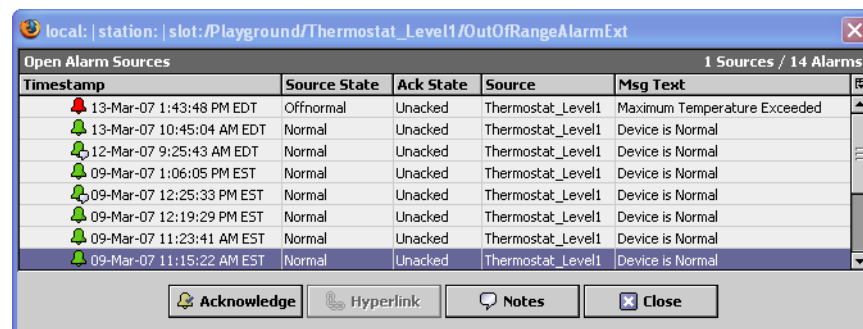 local: | station: | slot:/Playground/Thermostat_Level1/OutOfRangeAlarmExt
Open Alarm Sources 1 Sources / 14 Alarms
Timestamp Source State Ack State Source Msg Text
13-Mar-07 1:43:48 PM EDT Offnormal Unacked Thermostat_Level1 Maximum Temperature Exceeded
13-Mar-07 10:45:04 AM EDT Normal Unacked Thermostat_Level1 Device is Normal
12-Mar-07 9:25:43 AM EDT Normal Unacked Thermostat_Level1 Device is Normal
09-Mar-07 1:06:05 PM EST Normal Unacked Thermostat_Level1 Device is Normal
09-Mar-07 12:25:33 PM EST Normal Unacked Thermostat_Level1 Device is Normal
09-Mar-07 12:19:29 PM EST Normal Unacked Thermostat_Level1 Device is Normal
09-Mar-07 11:23:41 AM EST Normal Unacked Thermostat_Level1 Device is Normal
09-Mar-07 11:15:22 AM EST Normal Unacked Thermostat_Level1 Device is Normal
Acknowledge Hyperlink Notes Close